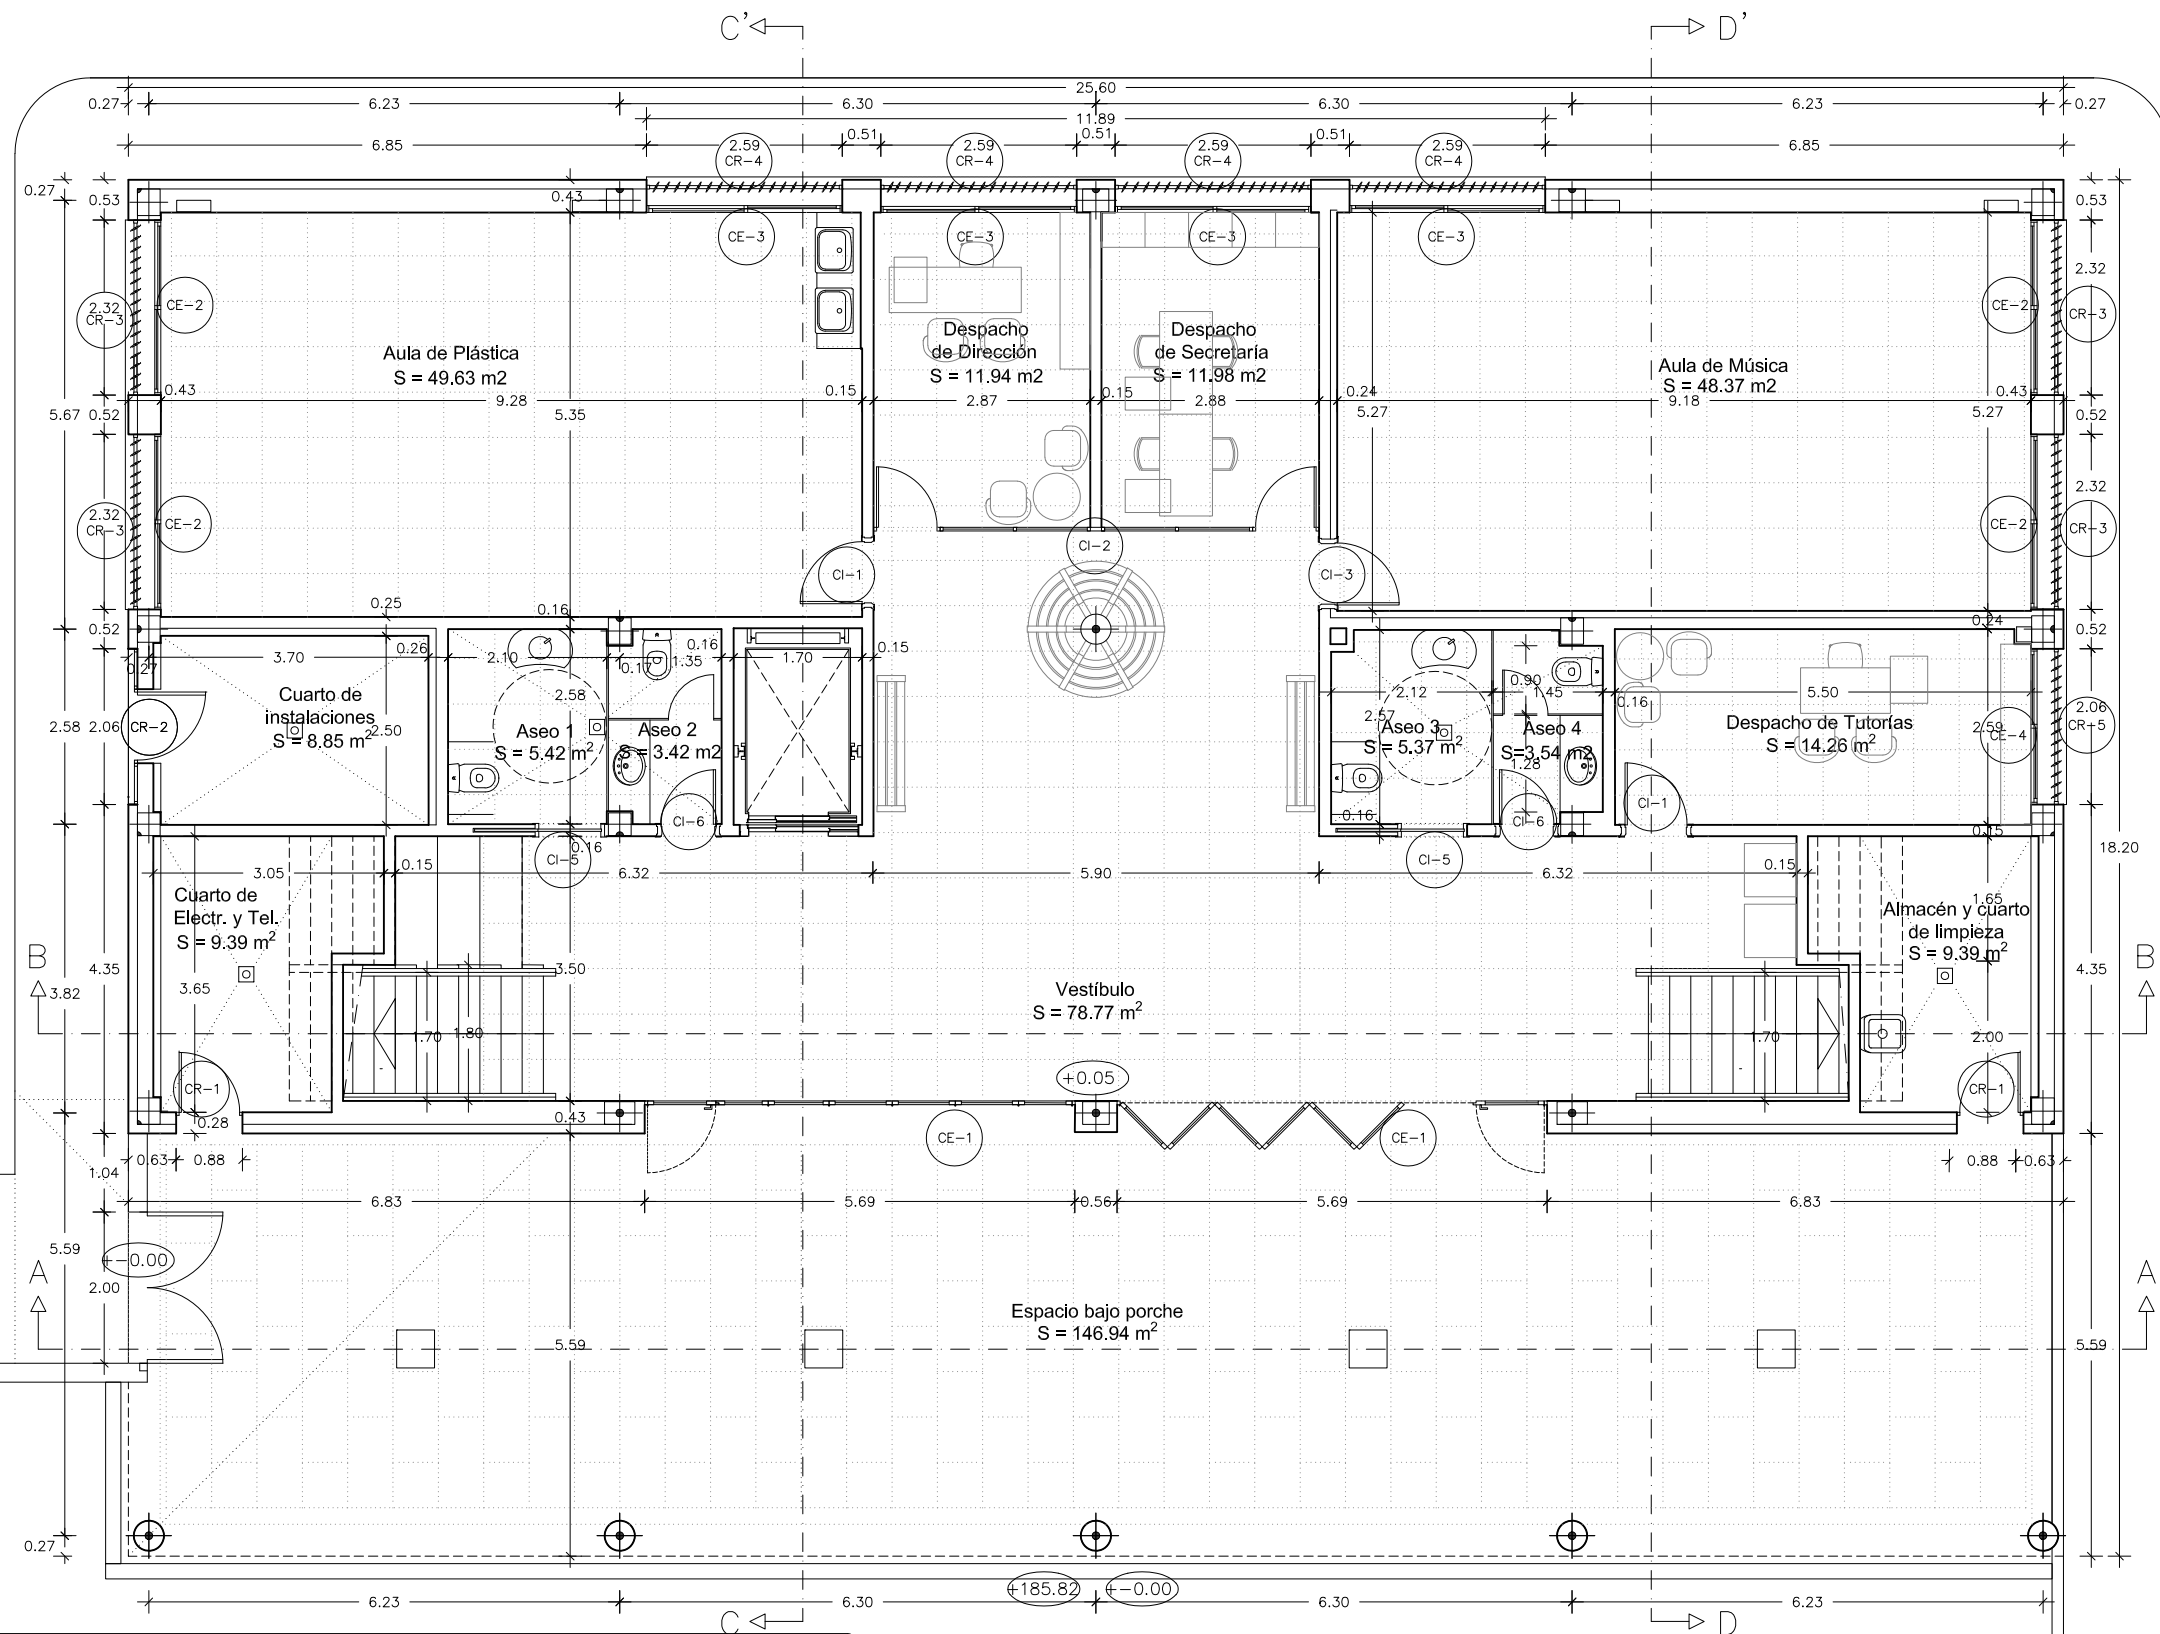 C' D'
25.60
0.27 6.23 6.30 6.30 6.23 0.27
11.89
6.85 2.59 0.51 2.59 0.51 2.59 0.51 2.59 6.85
CR-4 CR-4 CR-4 CR-4
0.27 0.53 0.43 0.53
CE-3 CE-3 CE-3 CE-3
2.32 CE-2 CE-2 2.32
CR-3 CR-3
Aula de Plástica
S = 49.63 m2
Despacho
de Dirección
S = 11.94 m2
Despacho
de Secretaría
S = 11.98 m2
Aula de Música
S = 48.37 m2
0.43 0.15 0.15 0.24 0.43
9.28 2.87 2.88 9.18
5.67 0.52 5.35 5.27 5.27 0.52
2.32 CE-2 CE-2 2.32
CR-3 CR-3
CI-2
CI-1 CI-3
0.25 0.16
0.52 0.24 0.52
3.70 0.26 2.10 0.17 1.35 0.16 1.70 0.15
0.27
2.12 0.90 1.45 0.16 5.50
Cuarto de
instalaciones
S = 8.85 m²
2.58 2.06 CR-2 2.50 2.58
Aseo 1
S = 5.42 m²
Aseo 2
S = 3.42 m2
2.57
Aseo 3
S = 5.37 m²
Aseo 4
S=3.54 m2
1.28
Despacho de Tutorías
S = 14.26 m²
2.59 CE-4 2.06
CR-5
CI-6 0.16 CI-6 CI-1
0.16 0.15
CI-5 CI-5
18.20
3.05 0.15 6.32 5.90 6.32 0.15
Cuarto de
Electr. y Tel.
S = 9.39 m²
1.65
Almacén y cuarto
de limpieza
S = 9.39 m²
B B
4.35 3.50 4.35
3.82 3.65
Vestíbulo
S = 78.77 m²
1.70 1.80 1.70 2.00
+0.05
CR-1 CR-1
0.28 0.43
CE-1 CE-1
0.63 0.88 0.88 0.63
1.04
6.83 5.69 0.56 5.69 6.83
5.59
+-0.00
A A
2.00
Espacio bajo porche
S = 146.94 m²
5.59 5.59
0.27
+185.82 +-0.00
6.23 6.30 6.30 6.23
C D